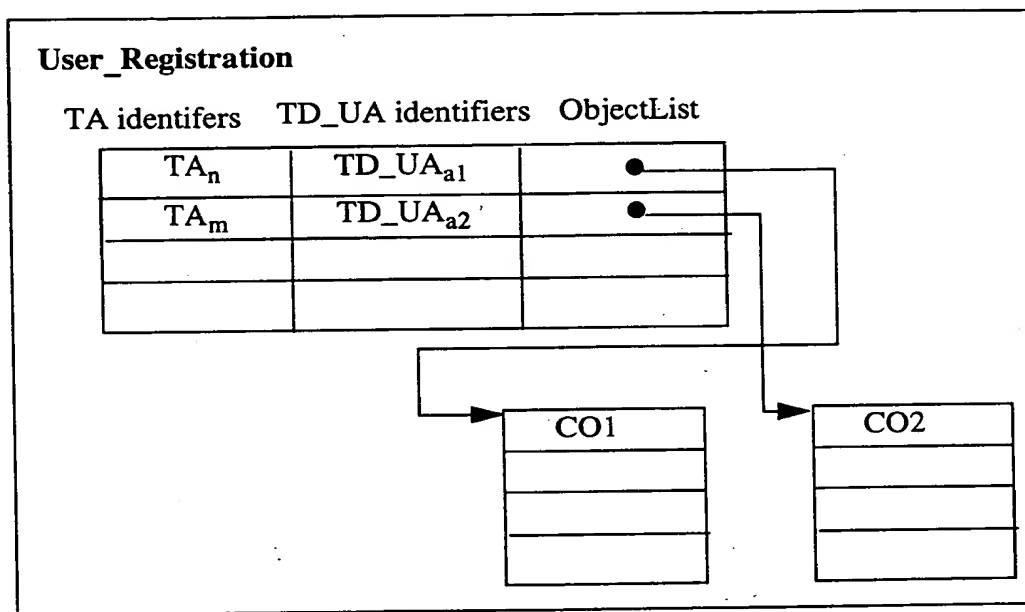 User_Registration
TA identifers TD_UA identifiers ObjectList
TAn TD_UAa1
TAm TD_UAa2
CO1 CO2